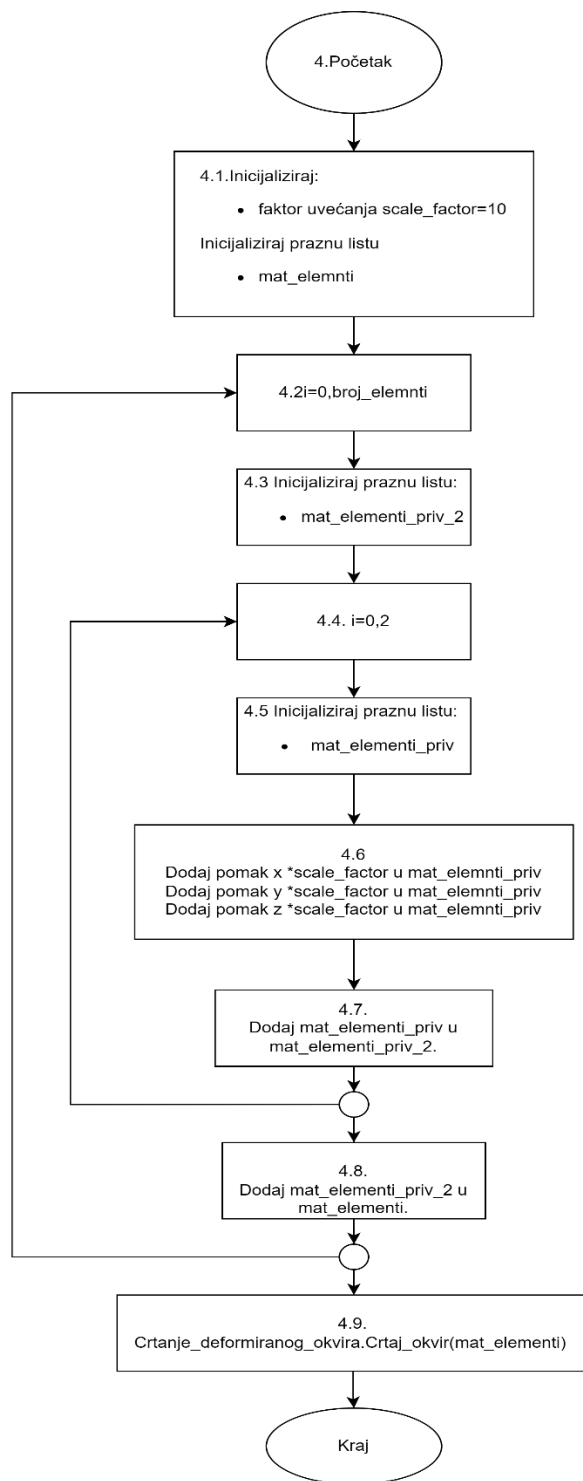 4.Početak
4.1.Inicijaliziraj:
• faktor uvećanja scale_factor=10
Inicijaliziraj praznu listu
• mat_elemnti
4.2i=0,broj_elemnti
4.3 Inicijaliziraj praznu listu:
• mat_elementi_priv_2
4.4. i=0,2
4.5 Inicijaliziraj praznu listu:
• mat_elementi_priv
4.6
Dodaj pomak x *scale_factor u mat_elemnti_priv
Dodaj pomak y *scale_factor u mat_elemnti_priv
Dodaj pomak z *scale_factor u mat_elemnti_priv
4.7.
Dodaj mat_elementi_priv u
mat_elementi_priv_2.
4.8.
Dodaj mat_elementi_priv_2 u
mat_elementi.
4.9.
Crtanje_deformiranog_okvira.Crtaj_okvir(mat_elementi)
Kraj